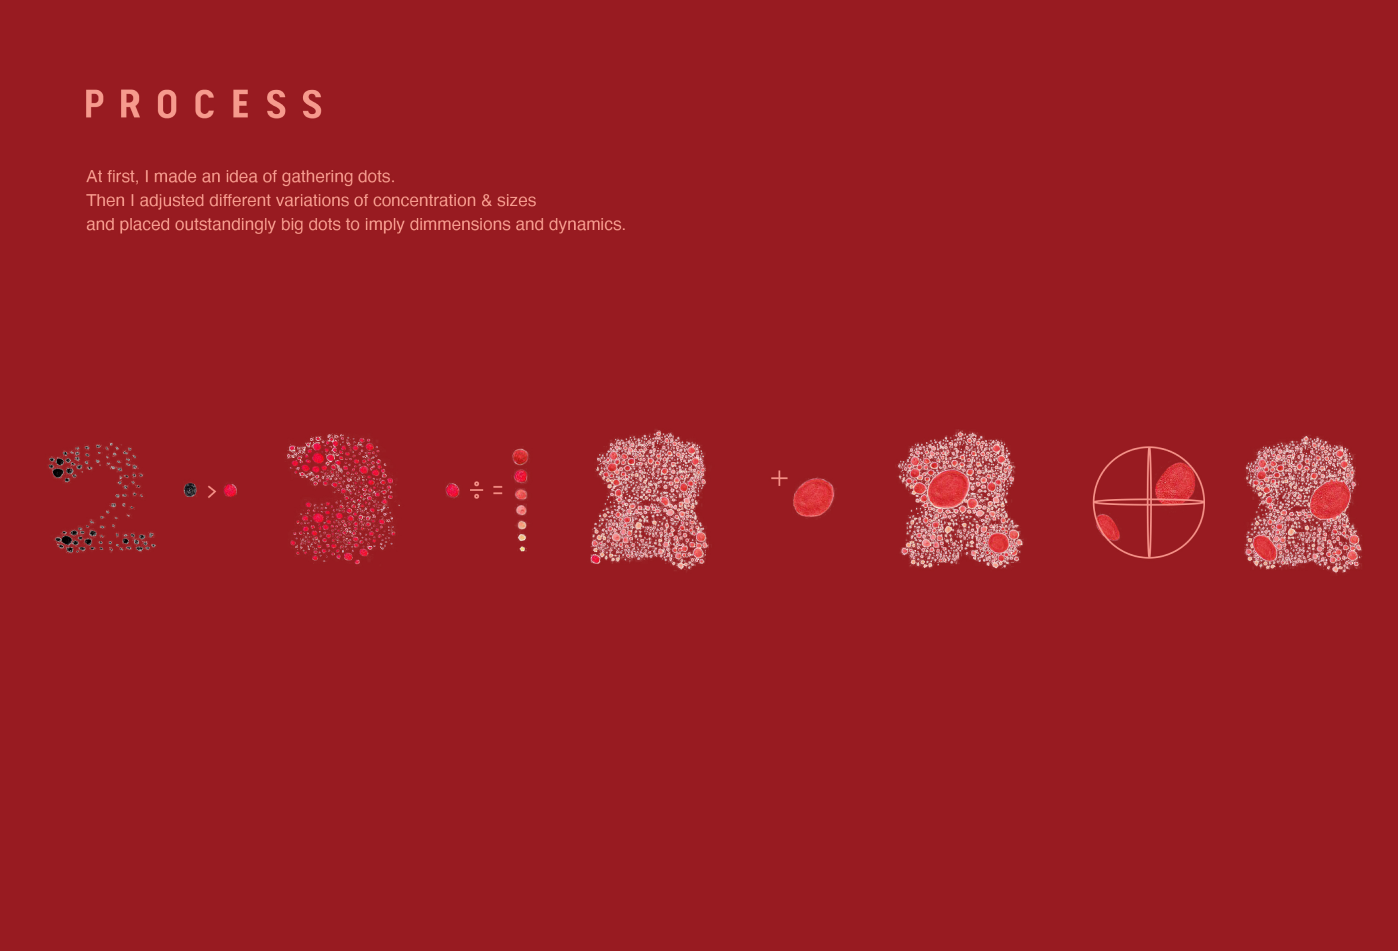 PROCESS
At first, I made an idea of gathering dots.
Then I adjusted different variations of concentration & sizes
and placed outstandingly big dots to imply dimmensions and dynamics.
2 > ÷ = +